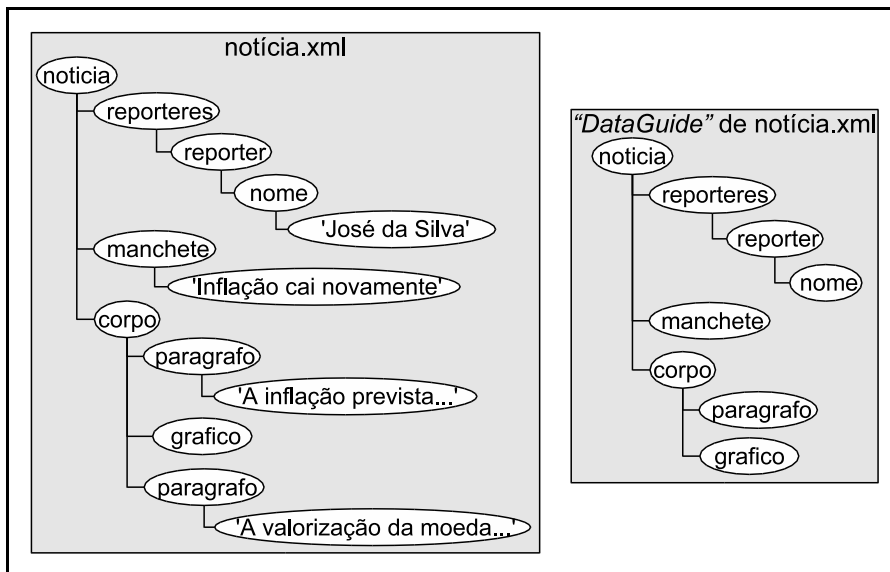 notícia.xml
noticia
reporteres
reporter
nome
'José da Silva'
manchete
'Inflação cai novamente'
corpo
paragrafo
'A inflação prevista...'
grafico
paragrafo
'A valorização da moeda...'
"DataGuide" de notícia.xml
noticia
reporteres
reporter
nome
manchete
corpo
paragrafo
grafico